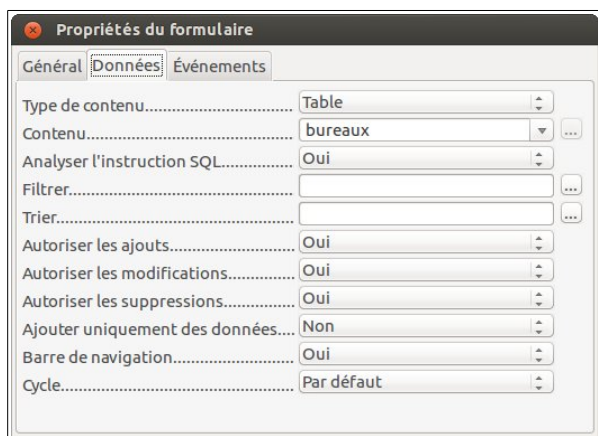 Propriétés du formulaire
Général Données Événements
Type de contenu........................................ Table
Contenu.................................................... bureaux ...
Analyser l'instruction SQL................... Oui
Filtrer......................................................... ...
Trier............................................................ ...
Autoriser les ajouts............................... Oui
Autoriser les modifications................. Oui
Autoriser les suppressions.................. Oui
Ajouter uniquement des données.... Non
Barre de navigation.............................. Oui
Cycle.......................................................... Par défaut